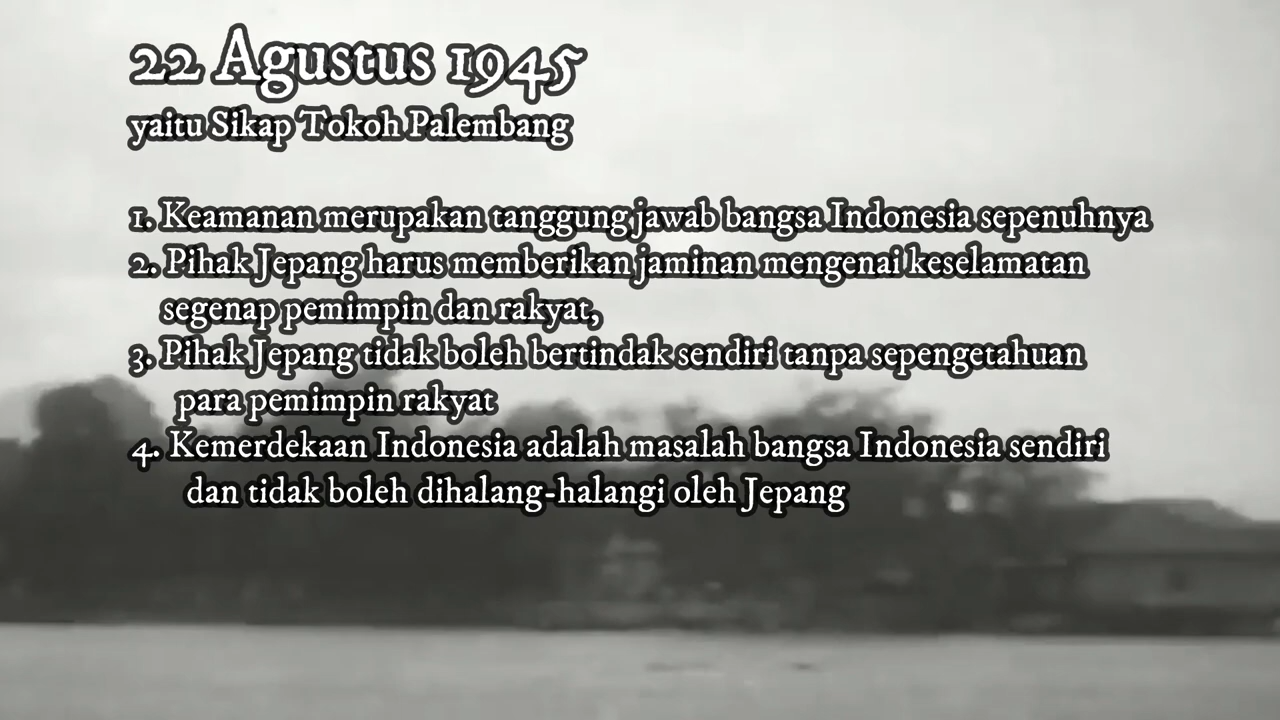 22 Agustus 1945
yaitu Sikap Tokoh Palembang
1. Keamanan merupakan tanggung jawab bangsa Indonesia sepenuhnya
2. Pihak Jepang harus memberikan jaminan mengenai keselamatan
segenap pemimpin dan rakyat,
3. Pihak Jepang tidak boleh bertindak sendiri tanpa sepengetahuan
para pemimpin rakyat
4. Kemerdekaan Indonesia adalah masalah bangsa Indonesia sendiri
dan tidak boleh dihalang-halangi oleh Jepang